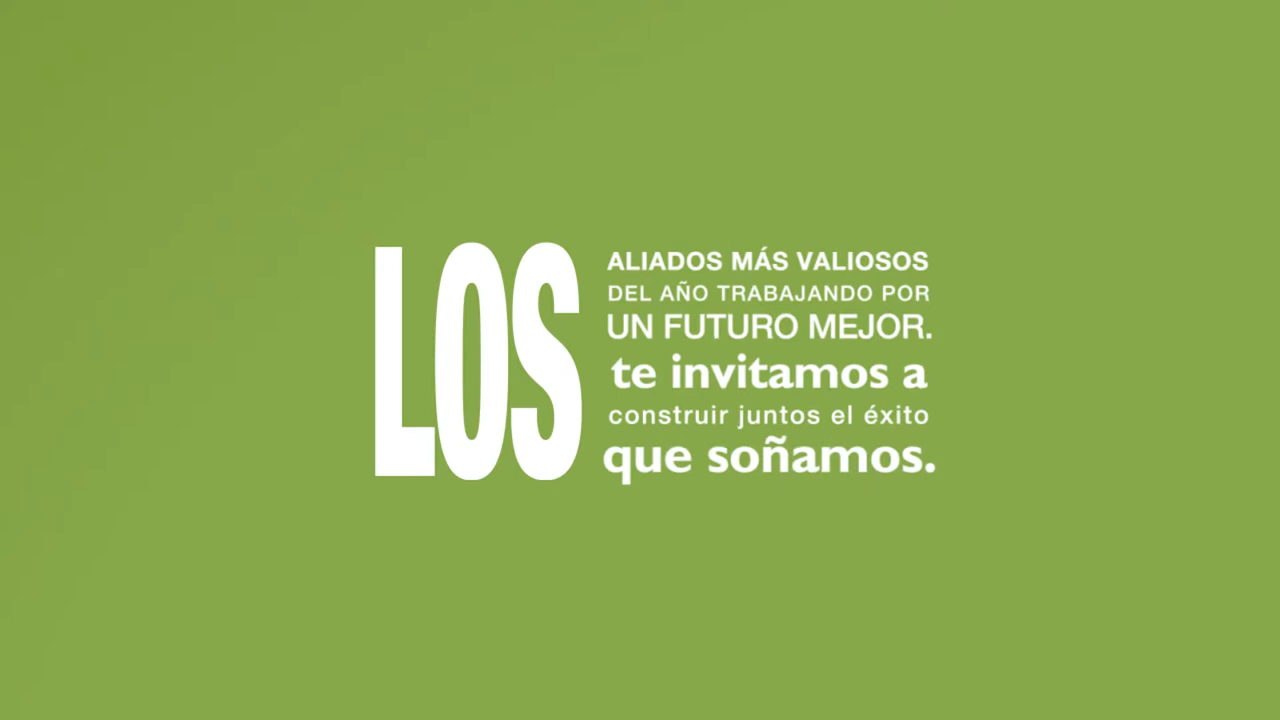 LOS
ALIADOS MÁS VALIOSOS
DEL AÑO TRABAJANDO POR
UN FUTURO MEJOR.
te invitamos a
construir juntos el éxito
que soñamos.